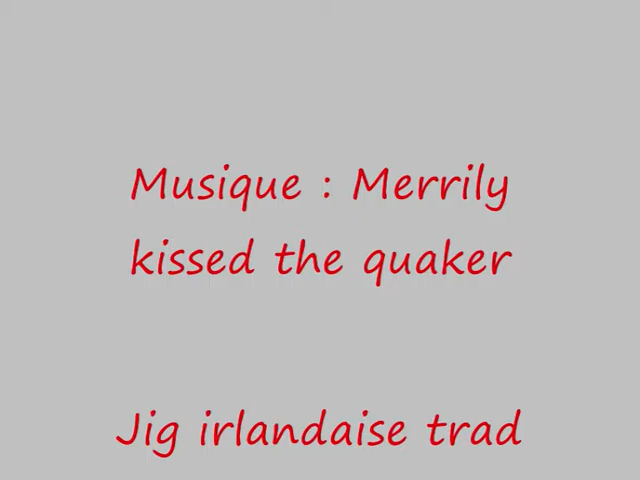 Musique : Merrily
kissed the quaker
Jig irlandaise trad